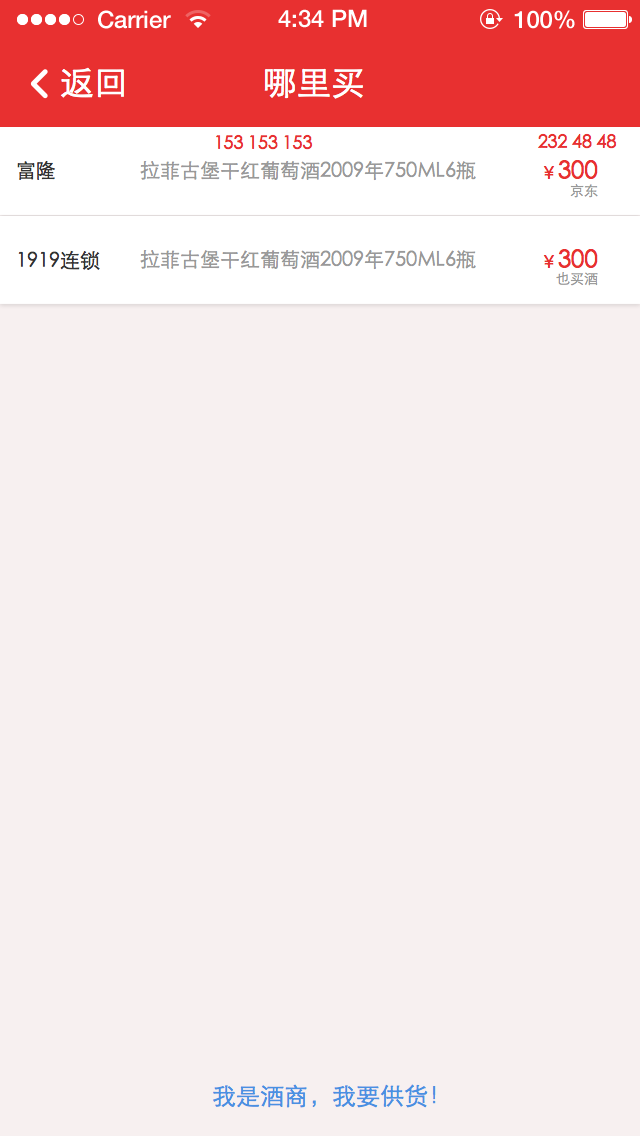 Carrier 4:34 PM 100%
返回 哪里买
153 153 153 232 48 48
富隆 拉菲古堡干红葡萄酒2009年750ML6瓶 ¥300
京东
1919连锁 拉菲古堡干红葡萄酒2009年750ML6瓶 ¥300
也买酒
我是酒商，我要供货！